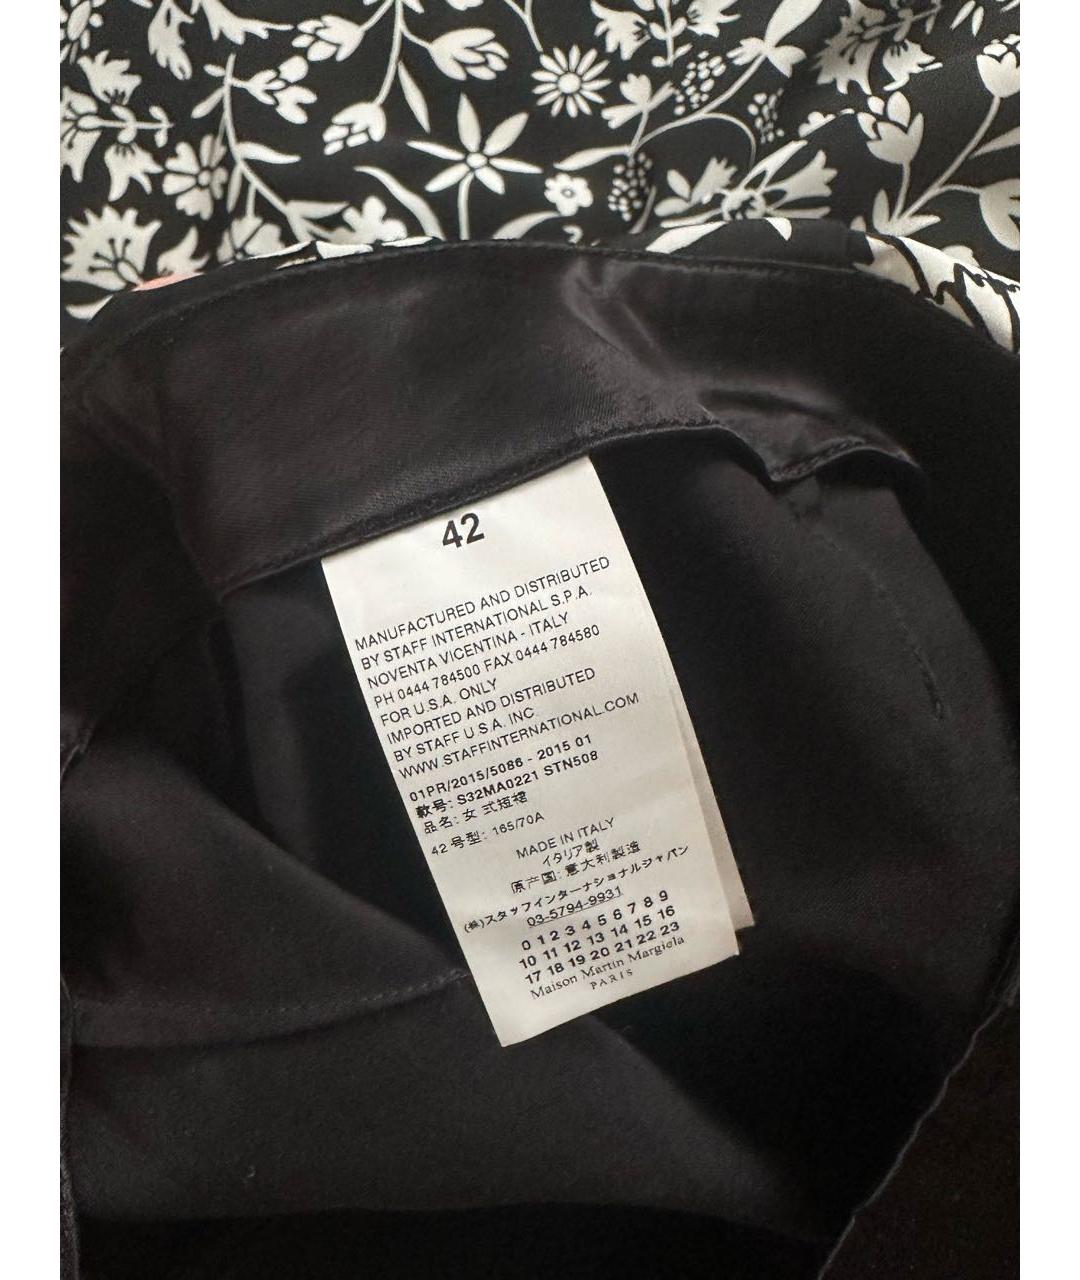 42
MANUFACTURED AND DISTRIBUTED
BY STAFF INTERNATIONAL S.P.A.
NOVENTA VICENTINA - ITALY
PH 0444 784500 FAX 0444 784580
FOR U.S.A. ONLY
IMPORTED AND DISTRIBUTED
BY STAFF U.S.A. INC.
WWW.STAFFINTERNATIONAL.COM
01PR/2015/5086 - 2015 01
款号: S32MA0221 STN508
品名: 女 式短裙
42 号型: 165/70A
MADE IN ITALY
イタリア製
原产国: 意大利製造
(株)スタッフインターナショナルジャパン
03-5794-9931
0 1 2 3 4 5 6 7 8 9
10 11 12 13 14 15 16
17 18 19 20 21 22 23
Maison Martin Margiela
PARIS